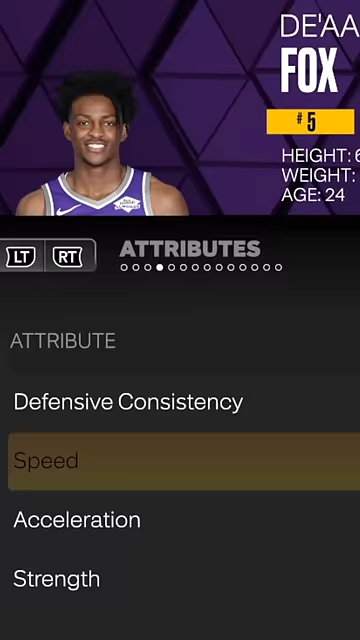 DE'AA
FOX
# 5
HEIGHT: 6
WEIGHT:
AGE: 24
LT RT ATTRIBUTES
ATTRIBUTE
Defensive Consistency
Speed
Acceleration
Strength